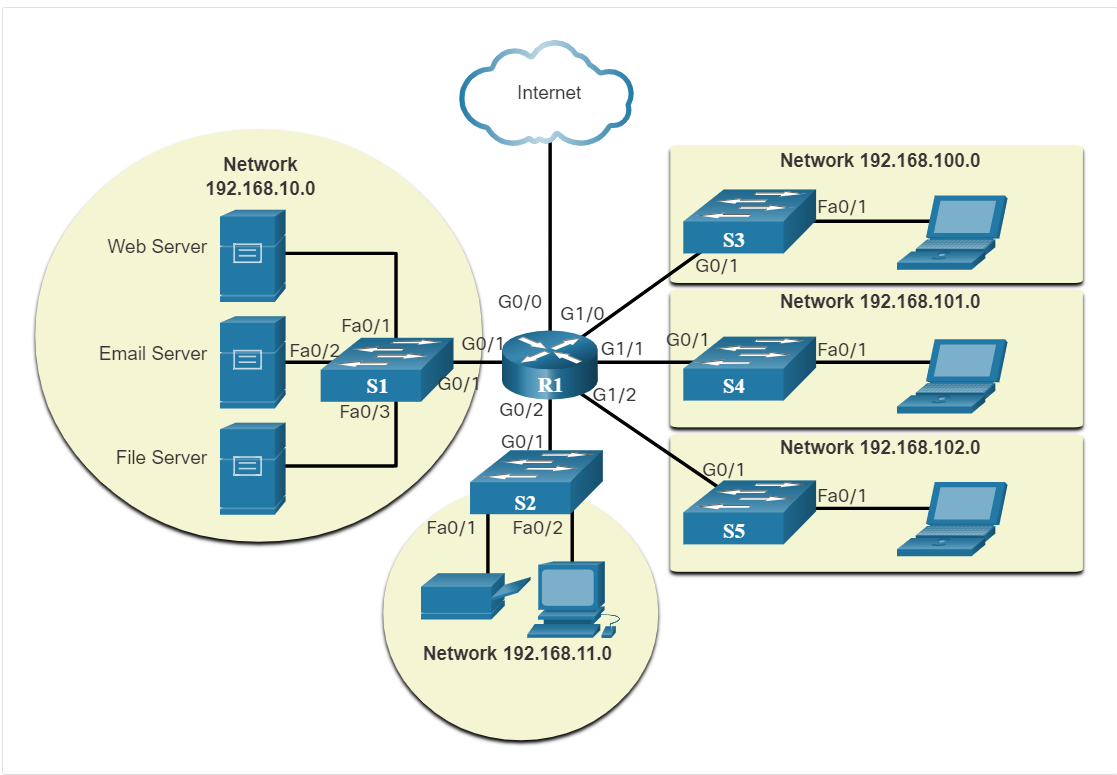 Internet
Network
192.168.10.0
Web Server
Email Server
File Server
Fa0/1
Fa0/2
Fa0/3
S1
G0/1
G0/1
G0/0
G1/0
G1/1
G1/2
G0/2
R1
G0/1
S2
Fa0/1
Fa0/2
Network 192.168.11.0
Network 192.168.100.0
S3
Fa0/1
G0/1
Network 192.168.101.0
G0/1
S4
Fa0/1
Network 192.168.102.0
G0/1
S5
Fa0/1